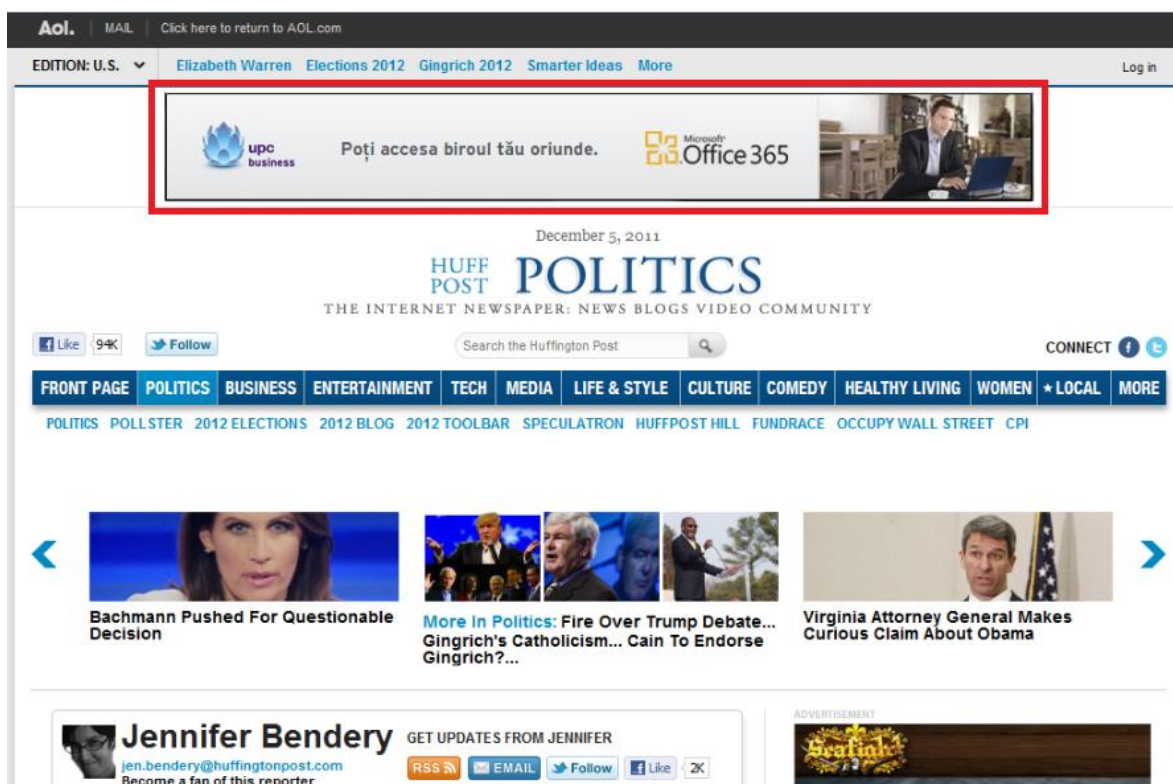 Aol. MAIL Click here to return to AOL.com
EDITION: U.S. Elizabeth Warren Elections 2012 Gingrich 2012 Smarter Ideas More Log in
upc business Poți accesa biroul tău oriunde. Microsoft Office 365
December 5, 2011
HUFF POST POLITICS
THE INTERNET NEWSPAPER: NEWS BLOGS VIDEO COMMUNITY
Like 94K Follow Search the Huffington Post CONNECT
FRONT PAGE POLITICS BUSINESS ENTERTAINMENT TECH MEDIA LIFE & STYLE CULTURE COMEDY HEALTHY LIVING WOMEN ★ LOCAL MORE
POLITICS POLLSTER 2012 ELECTIONS 2012 BLOG 2012 TOOLBAR SPECULATRON HUFFPOST HILL FUNDRACE OCCUPY WALL STREET CPI
Bachmann Pushed For Questionable
Decision
More In Politics: Fire Over Trump Debate...
Gingrich's Catholicism... Cain To Endorse
Gingrich?...
Virginia Attorney General Makes
Curious Claim About Obama
Jennifer Bendery
jen.bendery@huffingtonpost.com
Become a fan of this reporter
GET UPDATES FROM JENNIFER
RSS EMAIL Follow Like 2K
ADVERTISEMENT